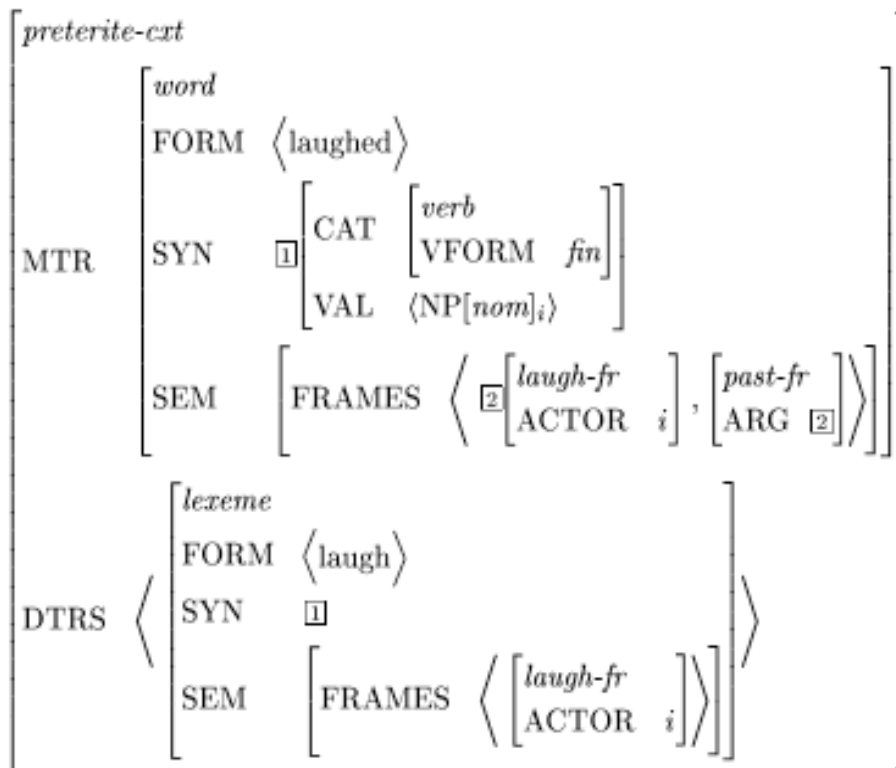 preterite-cxt
word
FORM ⟨laughed⟩
CAT [verb
MTR SYN [1] VFORM fin]
VAL ⟨NP[nom]i⟩
SEM [FRAMES ⟨ [2] [laugh-fr ACTOR i] , [past-fr ARG [2]] ⟩]
lexeme
FORM ⟨laugh⟩
DTRS ⟨ SYN [1] ⟩
SEM [FRAMES ⟨ [laugh-fr ACTOR i] ⟩]